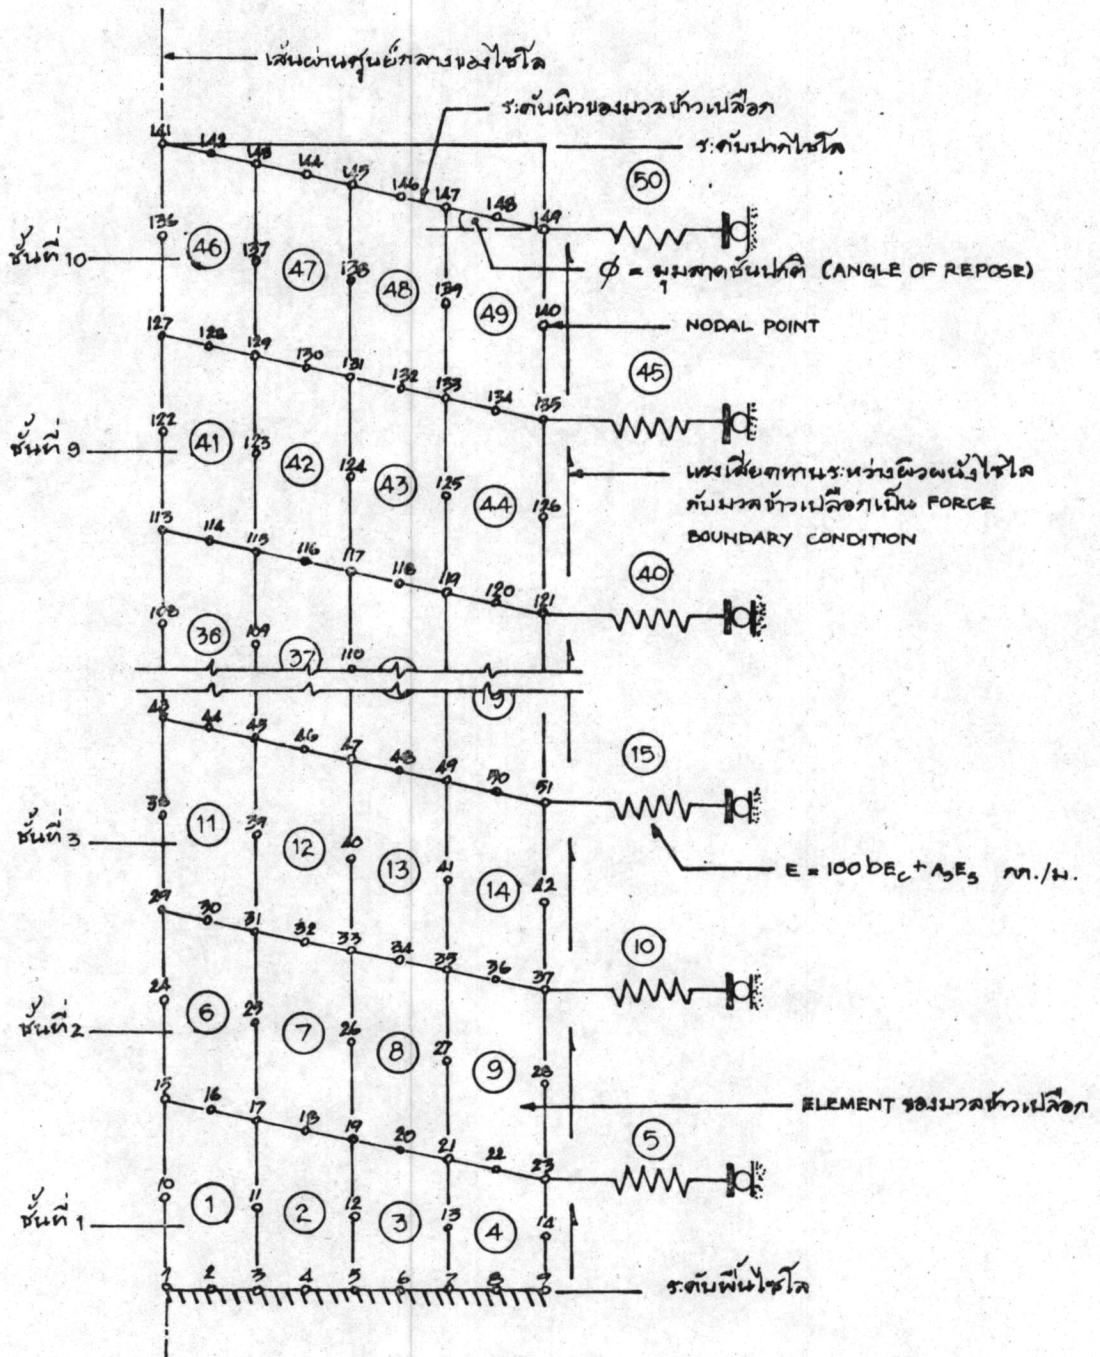 เส้นผ่านศูนย์กลางของไซโล
ระดับผิวของมวลข้าวเปลือก
141 142 143 144 145 146 147 148 149
ระดับปากไซโล
50
ชั้นที่ 10
136 46 137 47 138 48 139 49 140
φ = มุมลาดชันปกติ (ANGLE OF REPOSE)
NODAL POINT
127 128 129 130 131 132 133 134 135
45
ชั้นที่ 9
122 41 123 42 124 43 125 44 126
แรงเสียดทานระหว่างผิวผนังไซโล
กับมวลข้าวเปลือกเป็น FORCE
BOUNDARY CONDITION
113 114 115 116 117 118 119 120 121
40
108 36 109 37 110
19
43 44 45 46 47 48 49 50 51
15
ชั้นที่ 3
38 11 39 12 40 13 41 14 42
E = 100bEc + AsEs กก./ม.
29 30 31 32 33 34 35 36 37
10
ชั้นที่ 2
24 6 25 7 26 8 27 9 28
15 16 17 18 19 20 21 22 23
ELEMENT ของมวลข้าวเปลือก
5
ชั้นที่ 1
10 1 11 2 12 3 13 4 14
1 2 3 4 5 6 7 8 9
ระดับพื้นไซโล